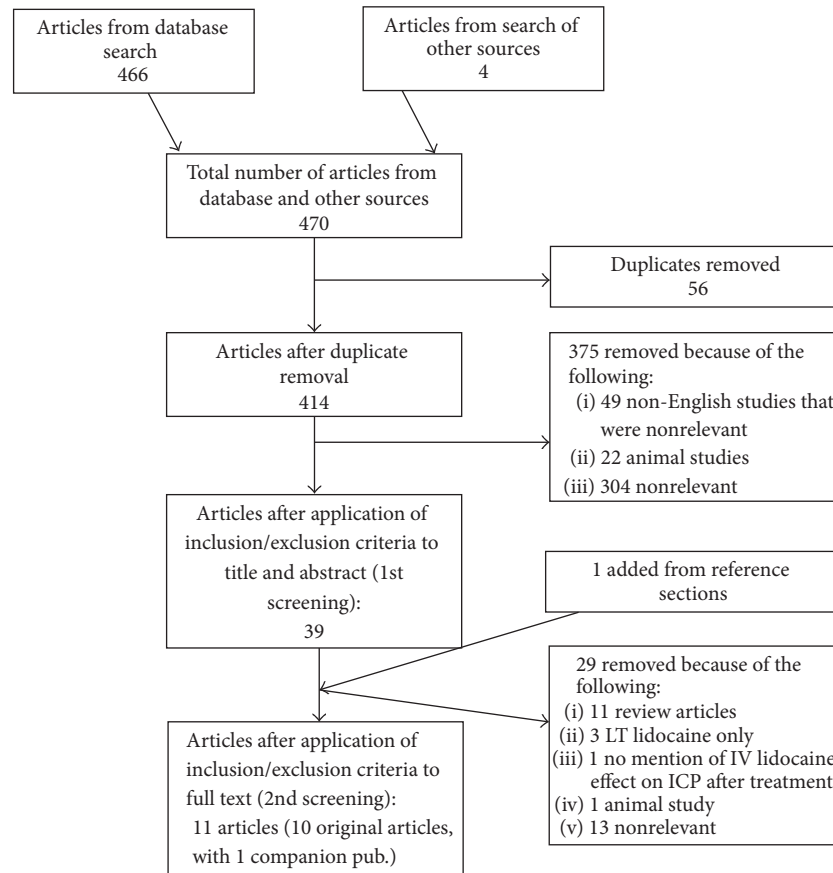 Articles from database
search
466
Articles from search of
other sources
4
Total number of articles from
database and other sources
470
Duplicates removed
56
Articles after duplicate
removal
414
375 removed because of the
following:
(i) 49 non-English studies that
were nonrelevant
(ii) 22 animal studies
(iii) 304 nonrelevant
Articles after application of
inclusion/exclusion criteria to
title and abstract (1st
screening):
39
1 added from reference
sections
29 removed because of the
following:
(i) 11 review articles
(ii) 3 LT lidocaine only
(iii) 1 no mention of IV lidocaine
effect on ICP after treatment
(iv) 1 animal study
(v) 13 nonrelevant
Articles after application of
inclusion/exclusion criteria to
full text (2nd screening):
11 articles (10 original articles,
with 1 companion pub.)